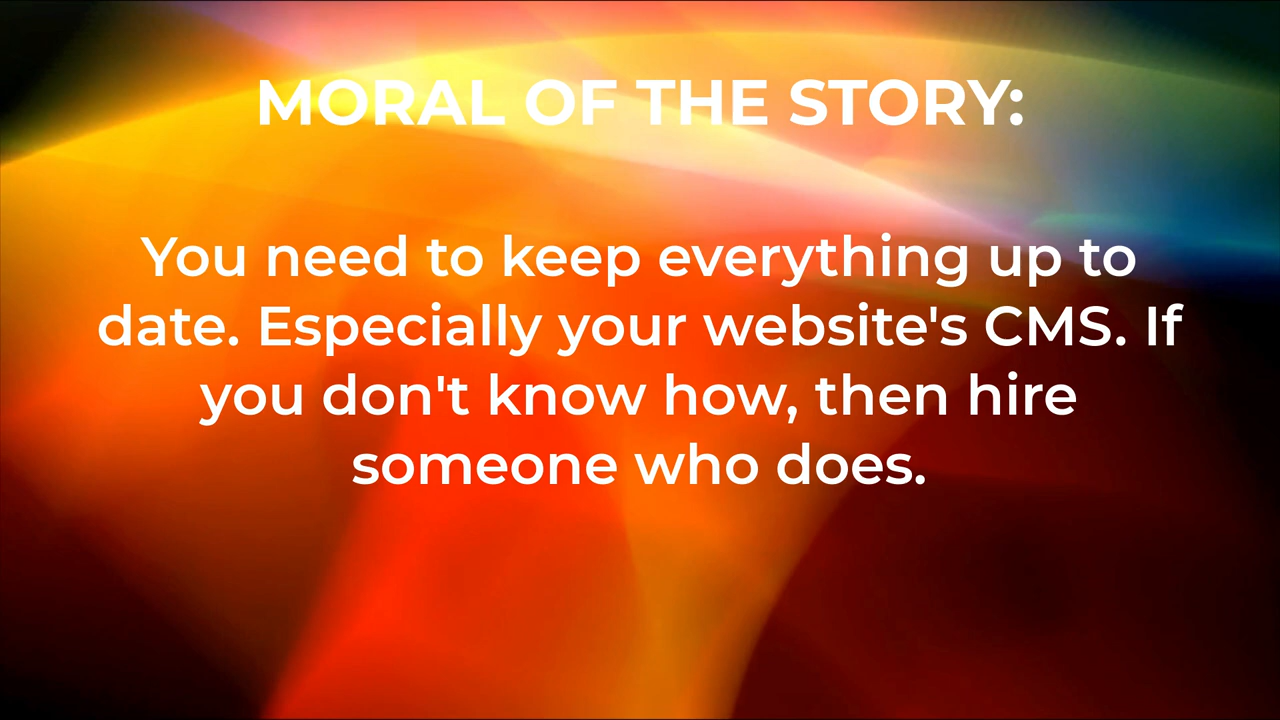 MORAL OF THE STORY:
You need to keep everything up to
date. Especially your website's CMS. If
you don't know how, then hire
someone who does.